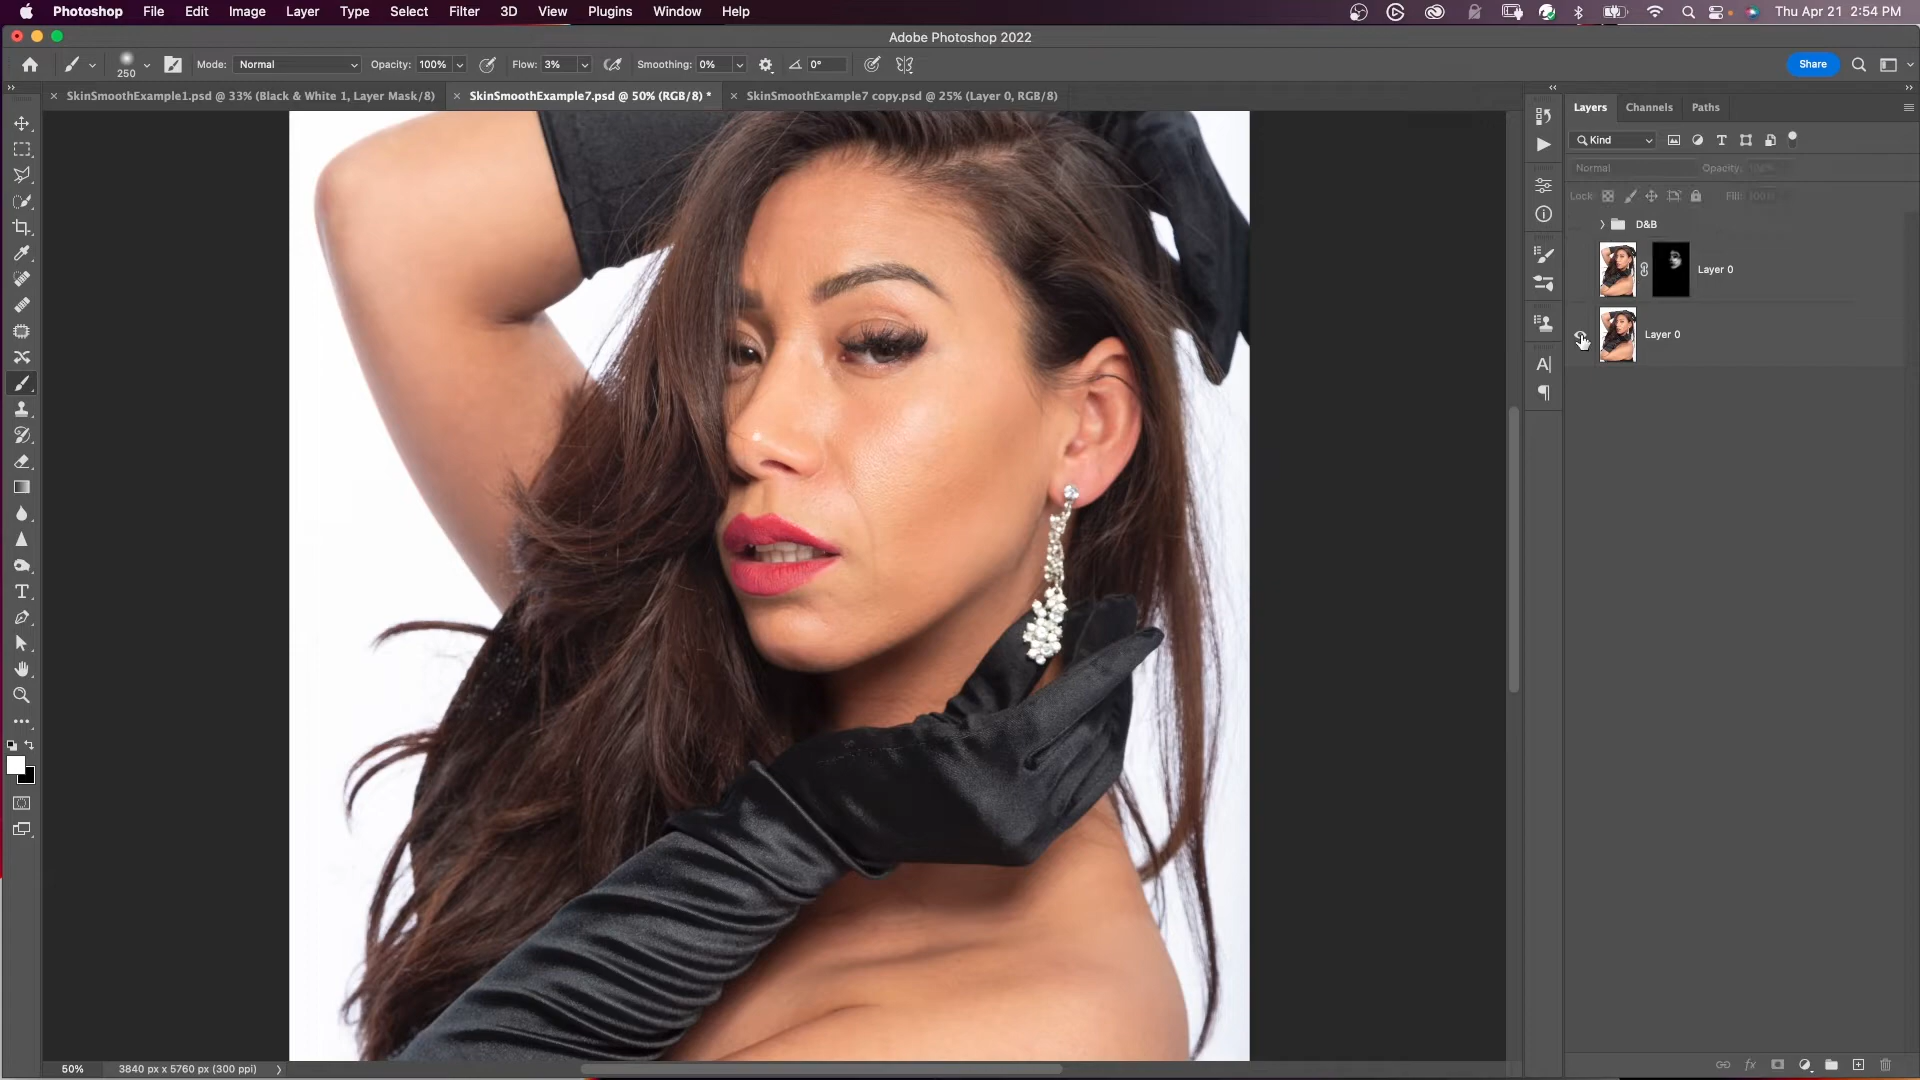 Photoshop File Edit Image Layer Type Select Filter 3D View Plugins Window Help Thu Apr 21 2:54 PM
Adobe Photoshop 2022
250 Mode: Normal Opacity: 100% Flow: 3% Smoothing: 0% 0° Share
SkinSmoothExample1.psd @ 33% (Black & White 1, Layer Mask/8) SkinSmoothExample7.psd @ 50% (RGB/8) * SkinSmoothExample7 copy.psd @ 25% (Layer 0, RGB/8)
Layers Channels Paths
Kind
Normal Opacity: 100%
Lock: Fill: 100%
D&B
Layer 0
Layer 0
50% 3840 px x 5760 px (300 ppi)